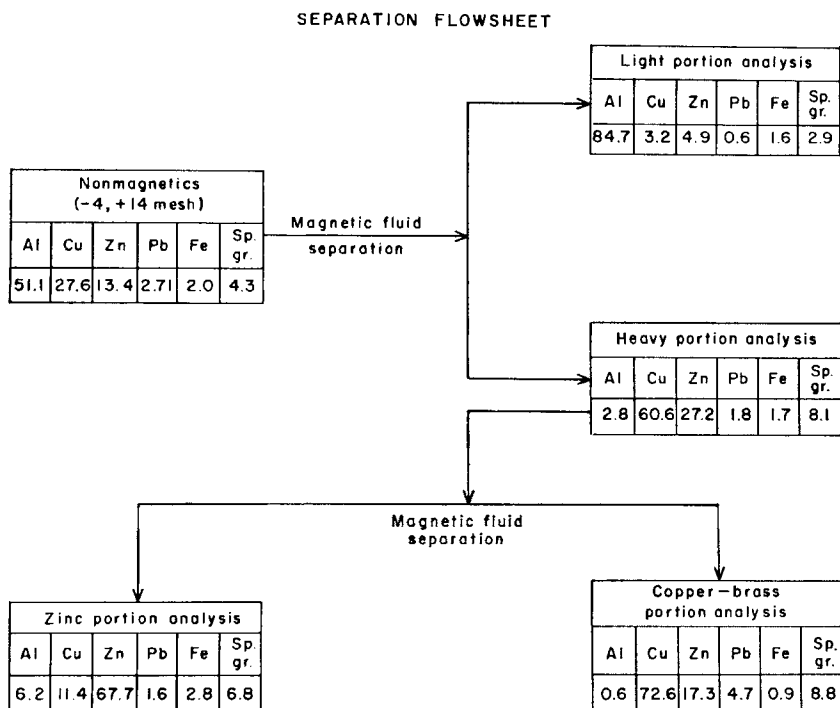 SEPARATION FLOWSHEET
Light portion analysis
Al Cu Zn Pb Fe Sp. gr.
84.7 3.2 4.9 0.6 1.6 2.9
Nonmagnetics
(-4, +14 mesh)
Al Cu Zn Pb Fe Sp. gr.
51.1 27.6 13.4 2.71 2.0 4.3
Magnetic fluid
separation
Heavy portion analysis
Al Cu Zn Pb Fe Sp. gr.
2.8 60.6 27.2 1.8 1.7 8.1
Magnetic fluid
separation
Zinc portion analysis
Al Cu Zn Pb Fe Sp. gr.
6.2 11.4 67.7 1.6 2.8 6.8
Copper-brass
portion analysis
Al Cu Zn Pb Fe Sp. gr.
0.6 72.6 17.3 4.7 0.9 8.8